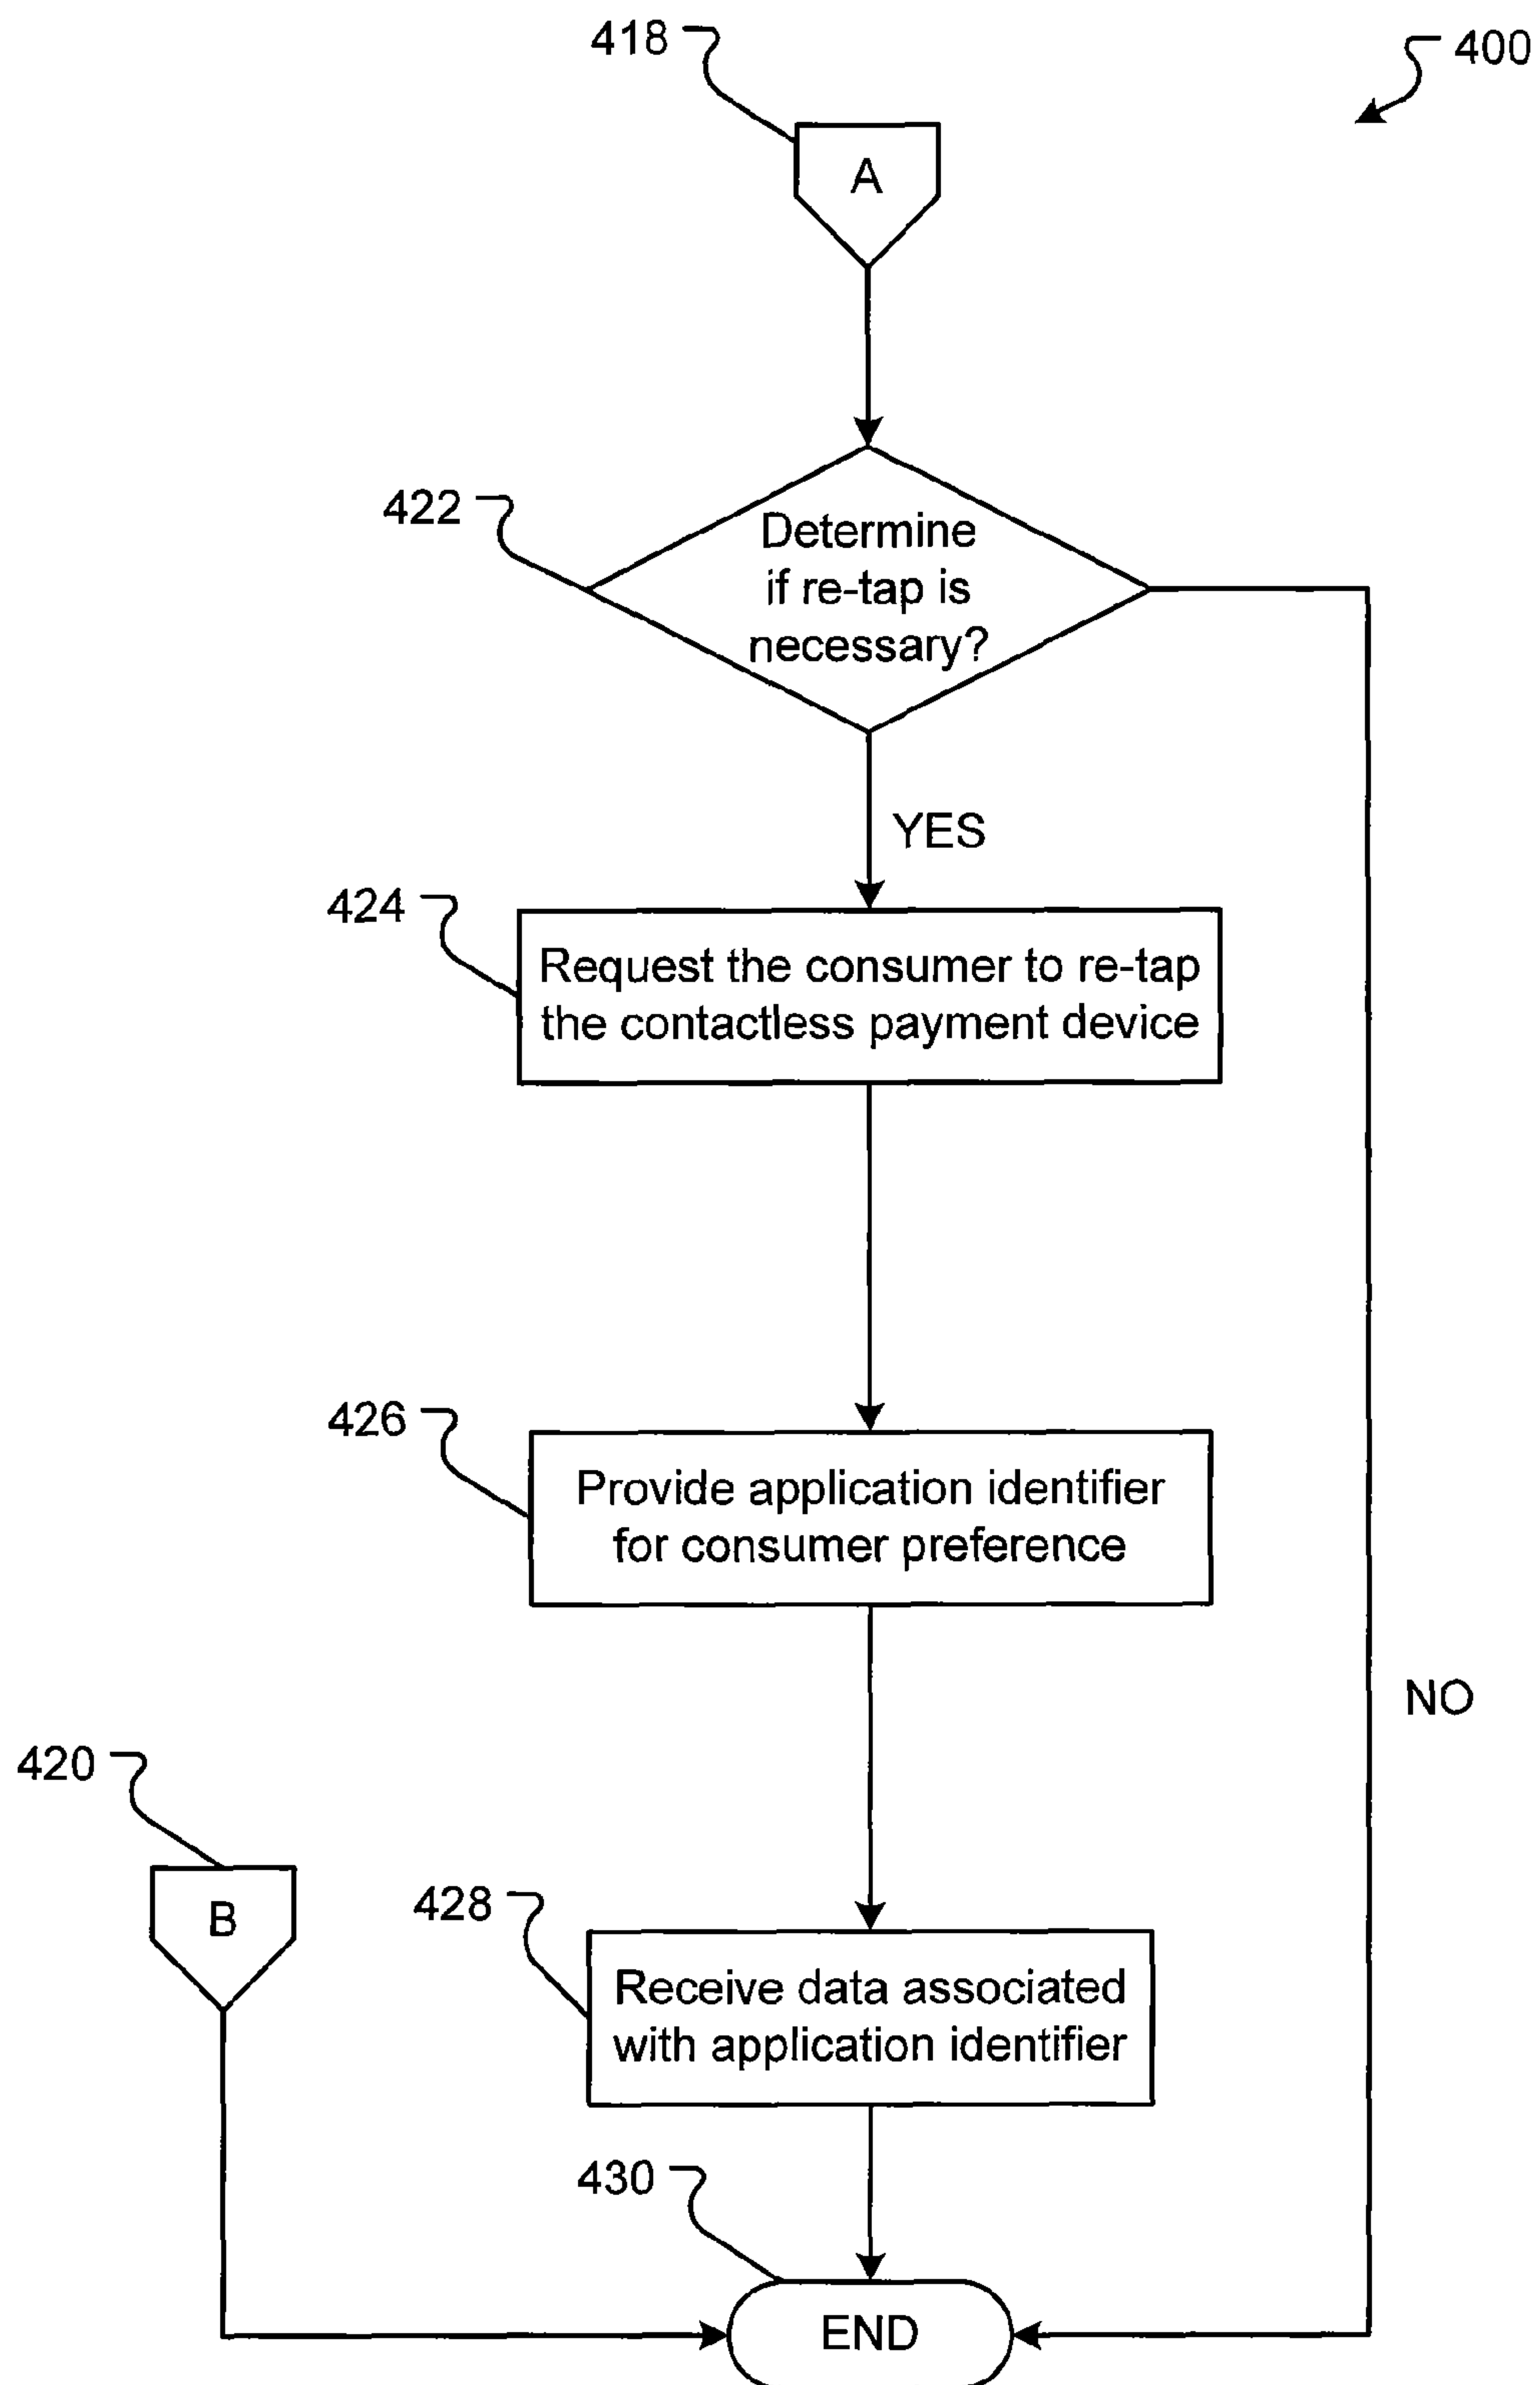 418
400
A
422
Determine
if re-tap is
necessary?
YES
424
Request the consumer to re-tap
the contactless payment device
426
Provide application identifier
for consumer preference
NO
420
B
428
Receive data associated
with application identifier
430
END